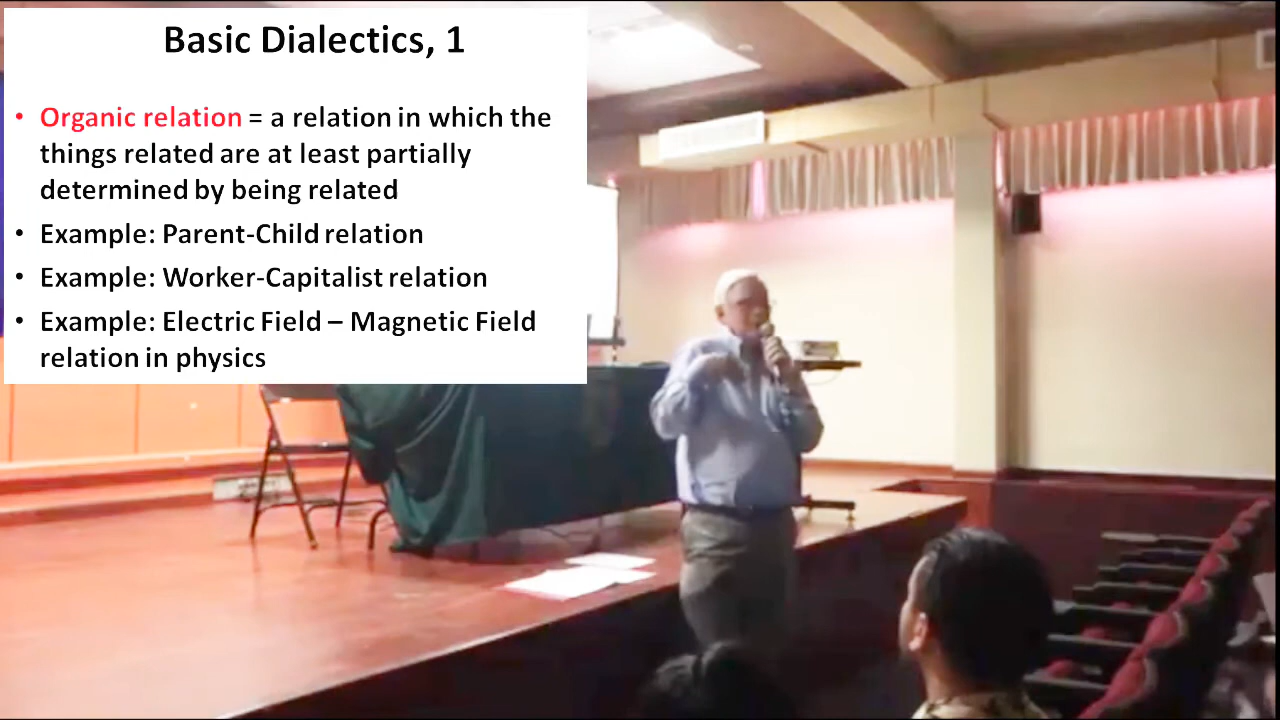 Basic Dialectics, 1
• Organic relation = a relation in which the
things related are at least partially
determined by being related
• Example: Parent-Child relation
• Example: Worker-Capitalist relation
• Example: Electric Field – Magnetic Field
relation in physics